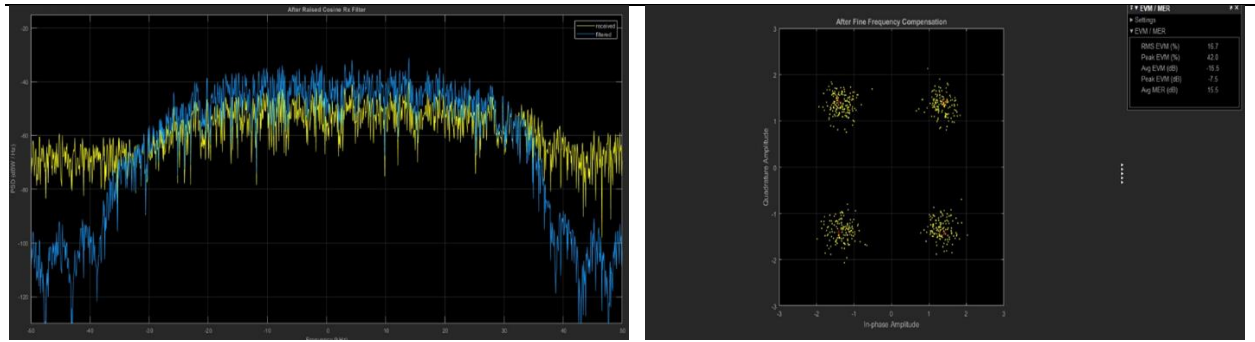 After Raised Cosine Rx Filter
received
filtered
-20
-40
-60
-80
-100
-120
-50
-40
-30
-20
-10
0
10
20
30
40
50
After Fine Frequency Compensation
3
2
1
0
-1
-2
-3
-3
-2
-1
0
1
2
3
Quadrature Amplitude
In-phase Amplitude
EVM / MER
Settings
EVM / MER
RMS EVM (%) 16.7
Peak EVM (%) 42.0
Avg EVM (dB) -15.5
Peak EVM (dB) -7.5
Avg MER (dB) 15.5